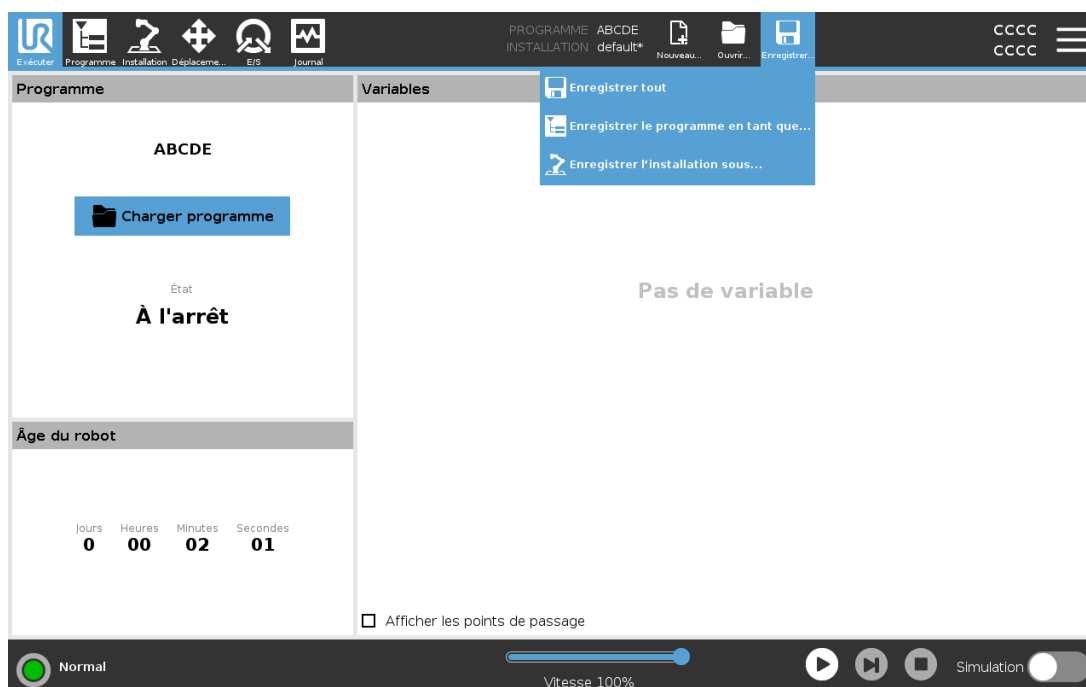 PROGRAMME ABCDE
INSTALLATION default*
CCCC
CCCC
Exécuter Programme Installation Déplaceme... E/S Journal Nouveau... Ouvrir... Enregistrer...
Programme
Variables
Enregistrer tout
Enregistrer le programme en tant que...
Enregistrer l'installation sous...
ABCDE
Charger programme
État
À l'arrêt
Pas de variable
Âge du robot
Jours Heures Minutes Secondes
0 00 02 01
Afficher les points de passage
Normal
Vitesse 100%
Simulation